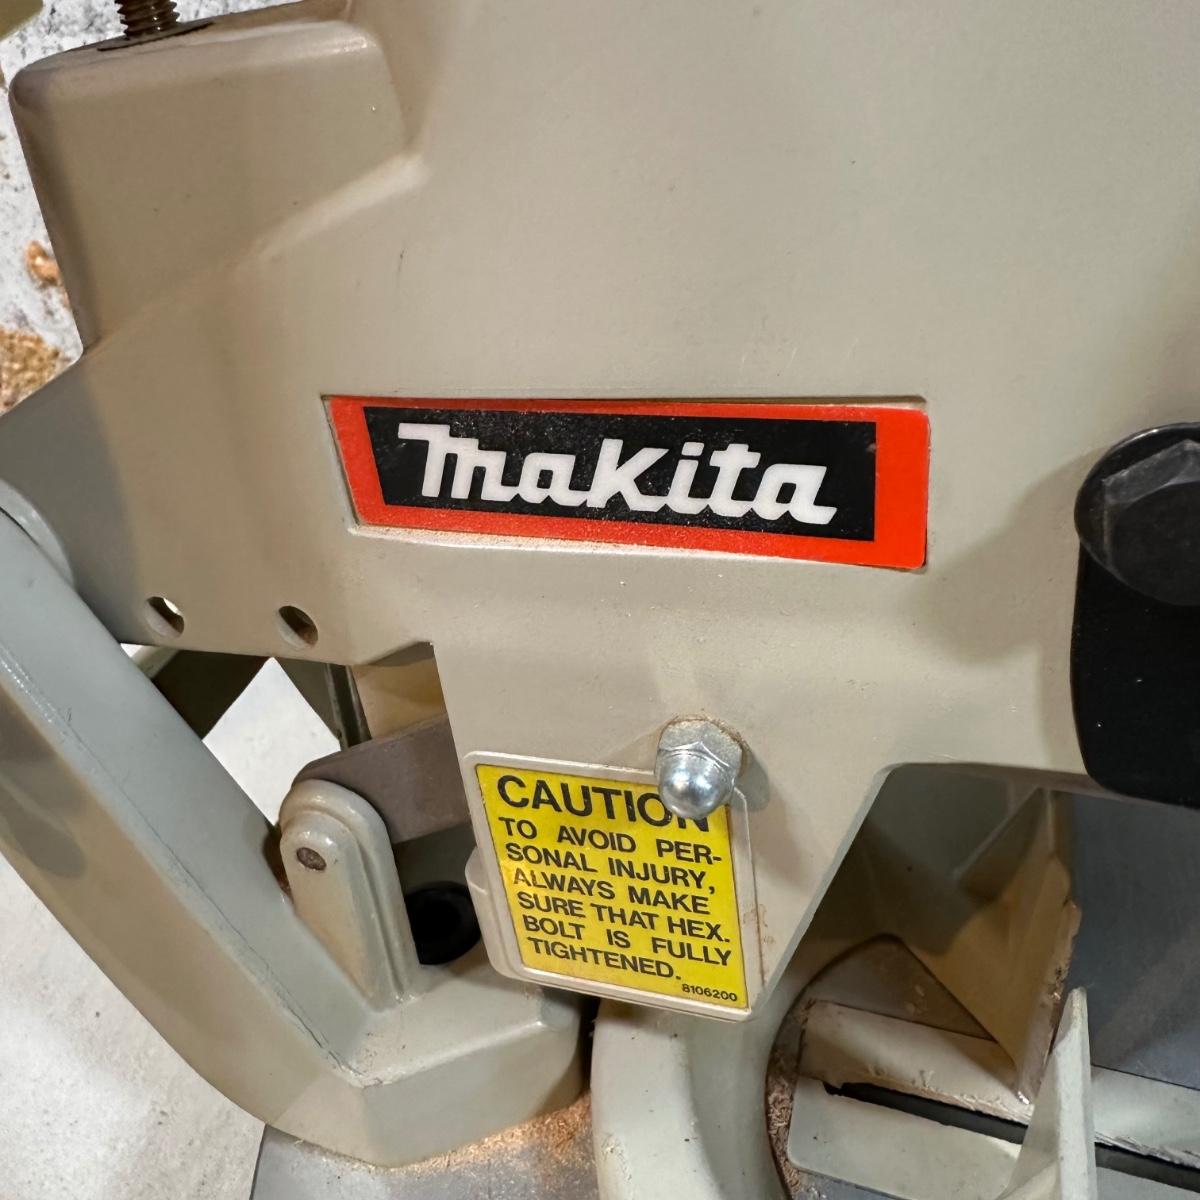 makita
CAUTION
TO AVOID PER-
SONAL INJURY,
ALWAYS MAKE
SURE THAT HEX.
BOLT IS FULLY
TIGHTENED.
8106200